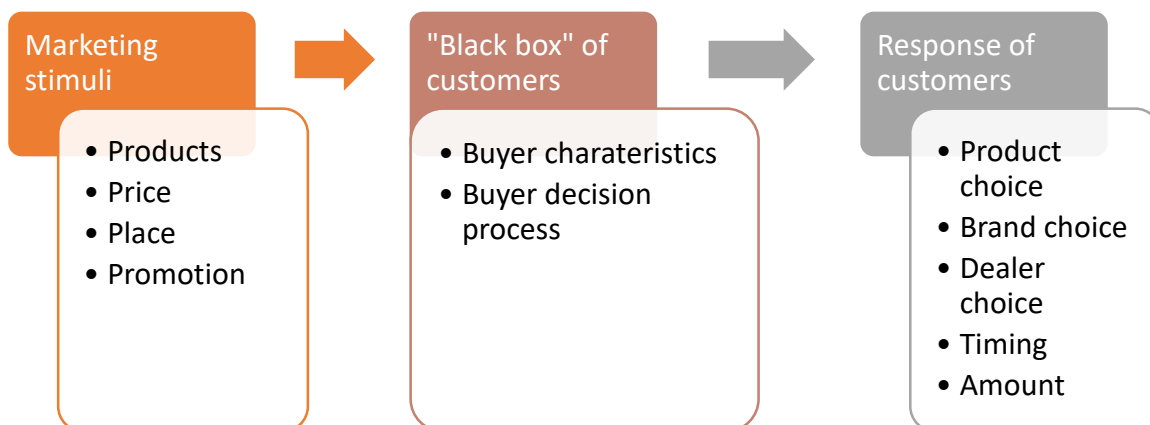 Marketing
stimuli
• Products
• Price
• Place
• Promotion
"Black box" of
customers
• Buyer charateristics
• Buyer decision
process
Response of
customers
• Product
choice
• Brand choice
• Dealer
choice
• Timing
• Amount